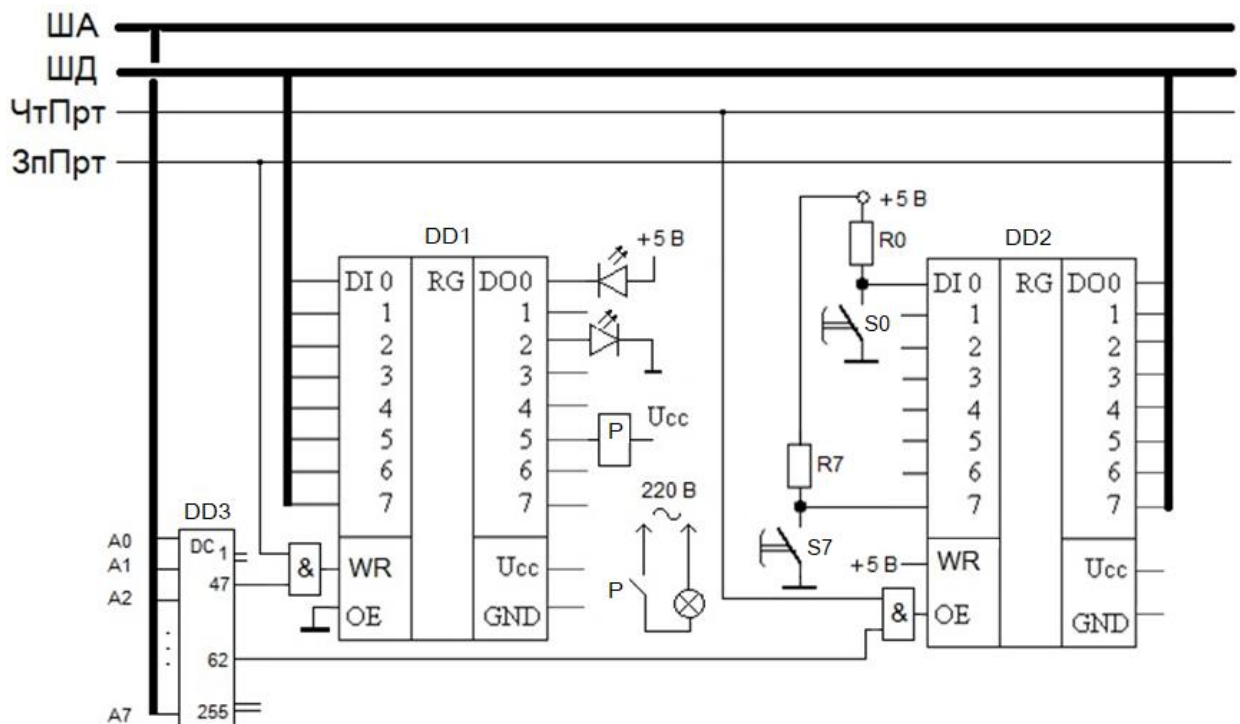 ША
ШД
ЧтПрт
ЗпПрт
DD1
+5 В
DI 0 RG DO0
1 1
2 2
3 3
4 4
5 5
6 6
7 7
WR Ucc
OE GND
P Ucc
220 В
P
DD3
A0
A1
A2
A7
DC 1
47
62
255
&
+5 В
R0
S0
R7
S7
+5 В
&
DD2
DI 0 RG DO0
1 1
2 2
3 3
4 4
5 5
6 6
7 7
WR Ucc
OE GND